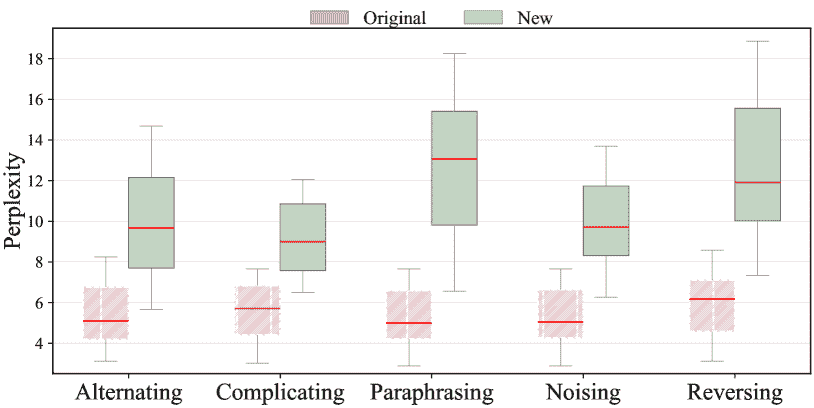 Original New
Perplexity
18
16
14
12
10
8
6
4
Alternating Complicating Paraphrasing Noising Reversing